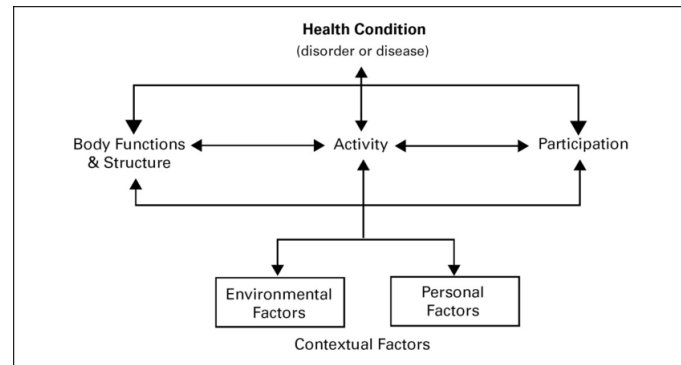 Health Condition
(disorder or disease)
Body Functions
& Structure
Activity
Participation
Environmental
Factors
Personal
Factors
Contextual Factors